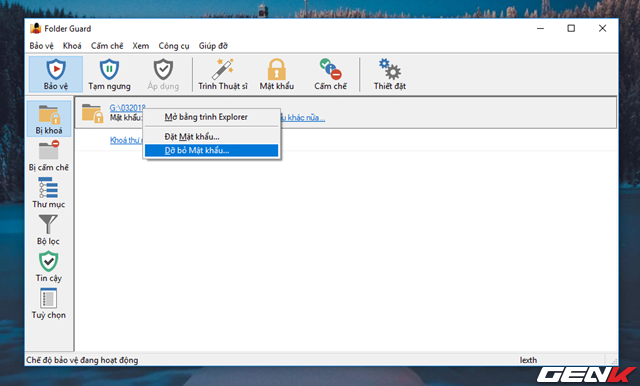 Folder Guard
Bảo vệ Khoá Cấm chế Xem Công cụ Giúp đỡ
Bảo vệ Tạm ngưng Áp dụng Trình Thuật sĩ Mật khẩu Cấm chế Thiết đặt
Bị khoá
Bị cấm chế
Thư mục
Bộ lọc
Tin cậy
Tuỳ chọn
G:\032018
Mật khẩu: khác nữa...
Khoá thư
Mở bằng trình Explorer
Đặt Mật khẩu...
Dỡ bỏ Mật khẩu...
Chế độ bảo vệ đang hoạt động lexth
GENK